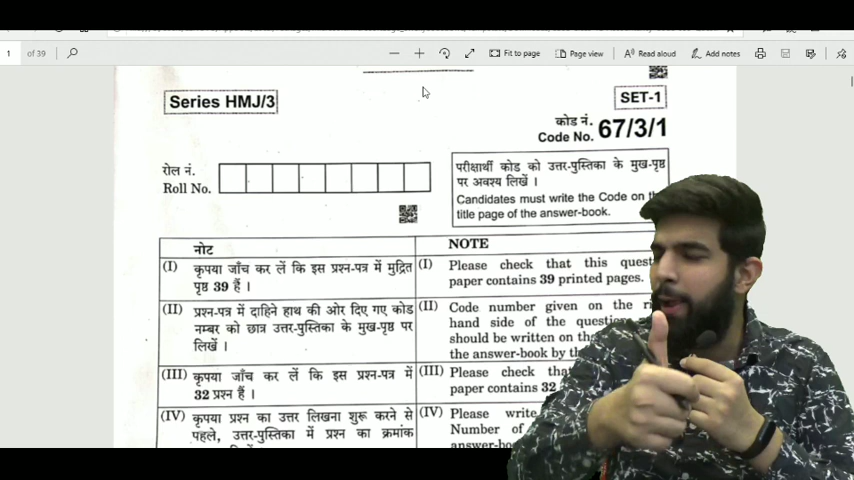 1 of 39
Fit to page
Page view
Read aloud
Add notes
Series HMJ/3
SET-1
कोड नं.
Code No. 67/3/1
रोल नं.
Roll No.
परीक्षार्थी कोड को उत्तर-पुस्तिका के मुख-पृष्ठ
पर अवश्य लिखें ।
Candidates must write the Code on
title page of the answer-book.
नोट
(I) कृपया जाँच कर लें कि इस प्रश्न-पत्र में मुद्रित
पृष्ठ 39 हैं ।
(II) प्रश्न-पत्र में दाहिने हाथ की ओर दिए गए कोड
नम्बर को छात्र उत्तर-पुस्तिका के मुख-पृष्ठ पर
लिखें ।
(III) कृपया जाँच कर लें कि इस प्रश्न-पत्र में
32 प्रश्न हैं ।
(IV) कृपया प्रश्न का उत्तर लिखना शुरू करने से
पहले, उत्तर-पुस्तिका में प्रश्न का क्रमांक
NOTE
(I) Please check that this
paper contains 39 printed pages.
(II) Code number given on the
hand side of the
should be written on
the answer-book by
(III) Please check
paper contains 32
(IV) Please write
Number of
answer-